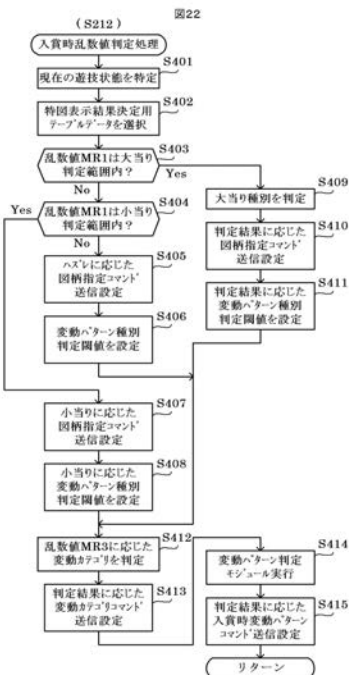 図22
(S212)
入賞時乱数値判定処理
S401
現在の遊技状態を特定
S402
特図表示結果決定用
テーブルデータを選択
S403
乱数値MR1は大当り
判定範囲内?
Yes
No
S404
乱数値MR1は小当り
判定範囲内?
Yes
No
S405
ハズレに応じた
図柄指定コマンド
送信設定
S406
変動パターン種別
判定閾値を設定
S407
小当りに応じた
図柄指定コマンド
送信設定
S408
小当りに応じた
変動パターン種別
判定閾値を設定
S409
大当り種別を判定
S410
判定結果に応じた
図柄指定コマンド
送信設定
S411
判定結果に応じた
変動パターン種別
判定閾値を設定
S412
乱数値MR3に応じた
変動カテゴリを判定
S413
判定結果に応じた
変動カテゴリコマンド
送信設定
S414
変動パターン判定
モジュール実行
S415
判定結果に応じた
入賞時変動パターン
コマンド送信設定
リターン